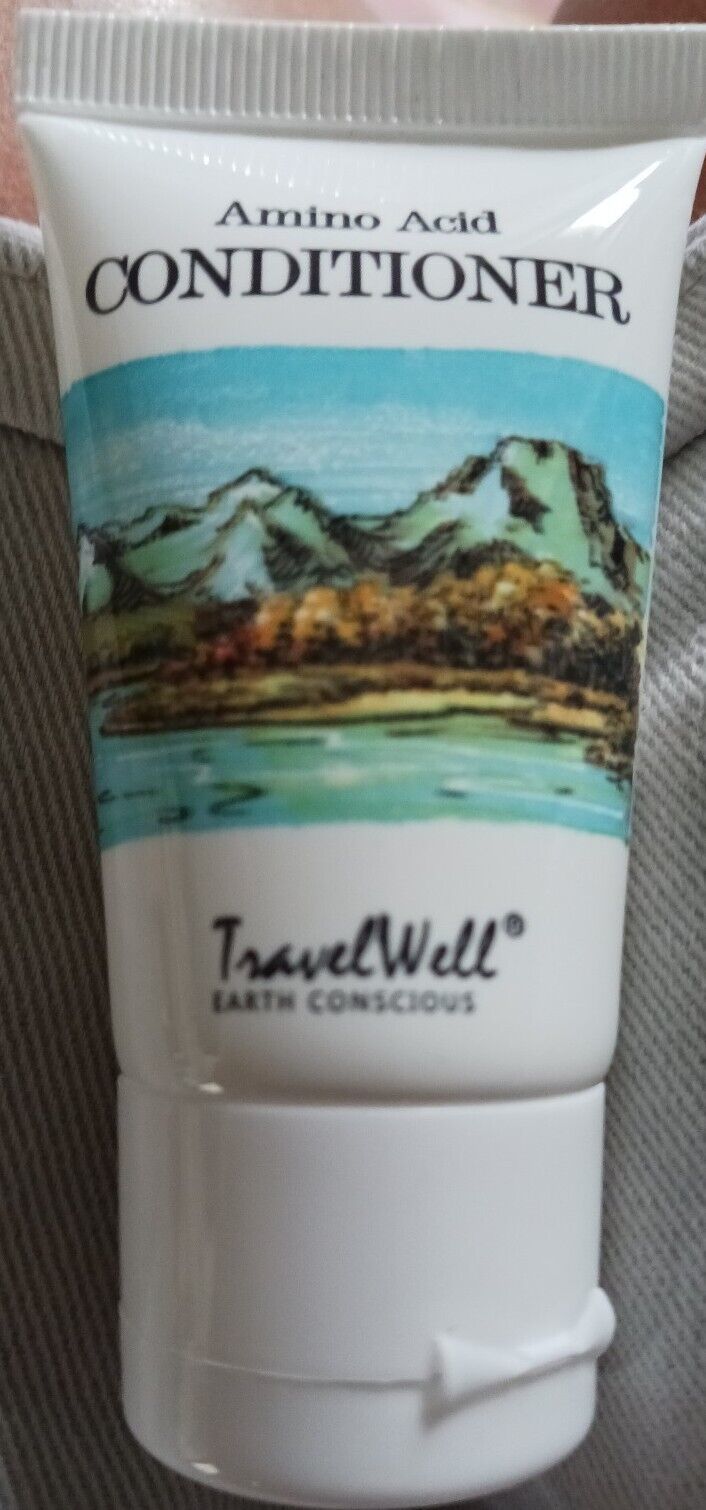 Amino Acid
CONDITIONER
TravelWell®
EARTH CONSCIOUS